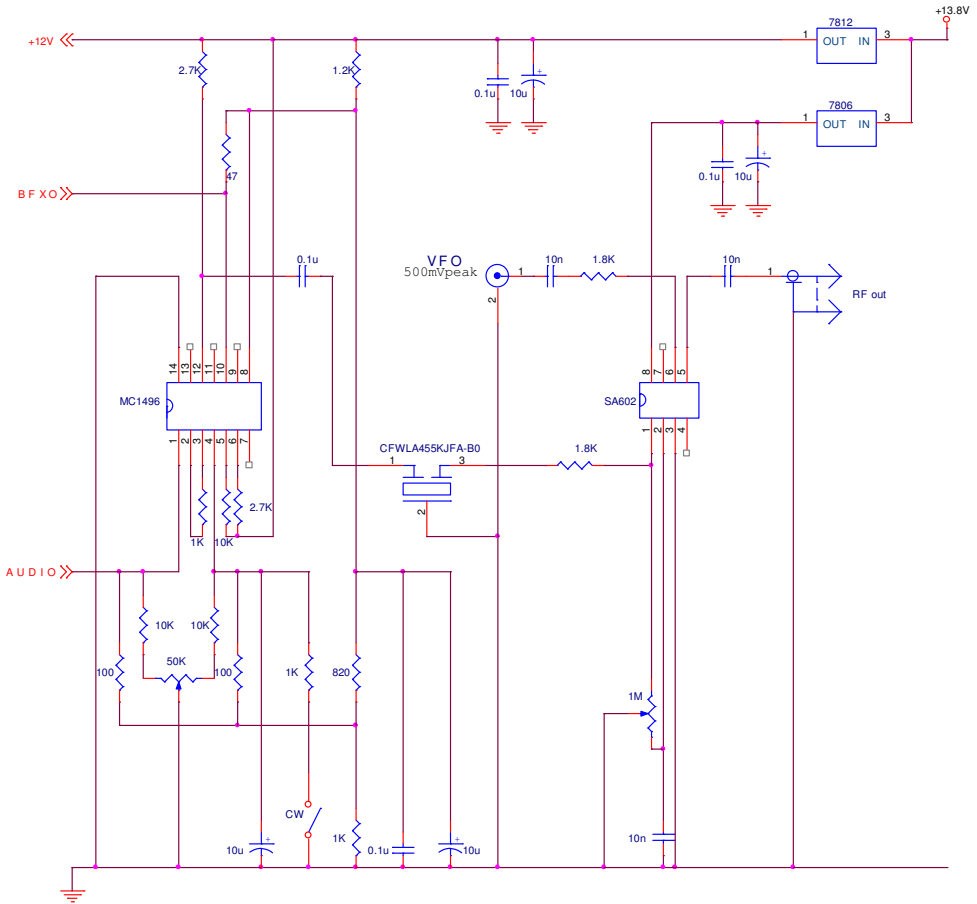 +13.8V
7812
+12V
1
OUT IN
3
2.7K
1.2K
0.1u
10u
+
7806
1
OUT IN
3
47
0.1u
10u
+
BFXO
0.1u
VFO
500mVpeak
1
2
10n
1.8K
10n
1
RF out
14
13
12
11
10
9
8
MC1496
1
2
3
4
5
6
7
8
7
6
5
SA602
1
2
3
4
CFWLA455KJFA-B0
1
3
2
1.8K
1K
10K
2.7K
AUDIO
10K
10K
50K
100
100
1K
820
1M
CW
10u
+
1K
0.1u
10u
+
10n